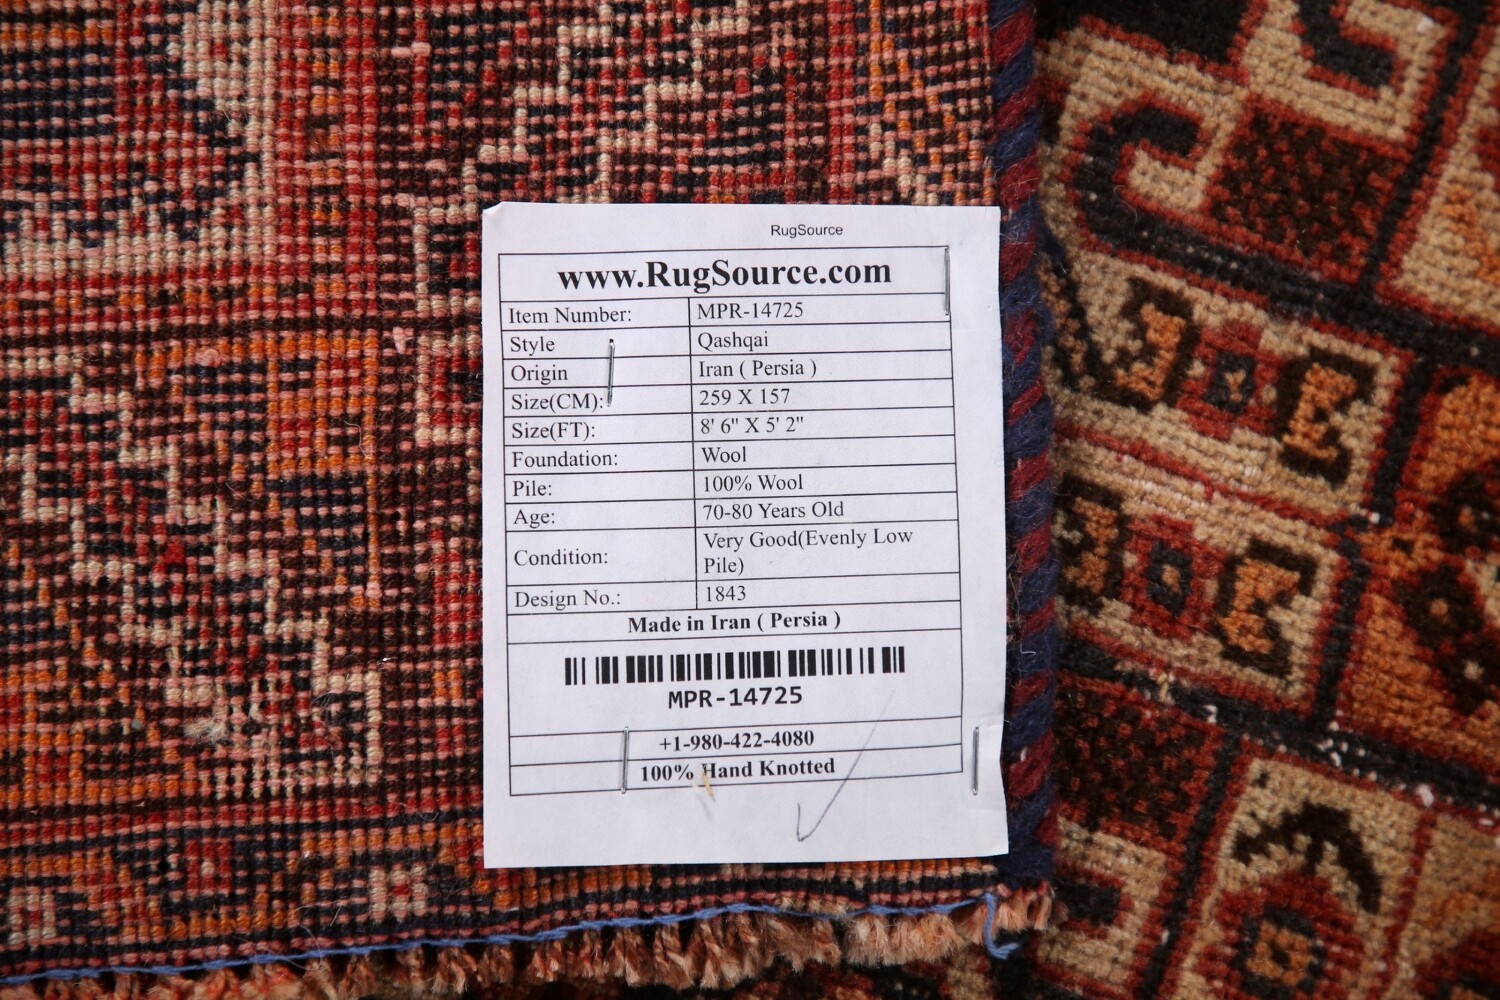 RugSource
www.RugSource.com
Item Number: MPR-14725
Style Qashqai
Origin Iran ( Persia )
Size(CM): 259 X 157
Size(FT): 8' 6" X 5' 2"
Foundation: Wool
Pile: 100% Wool
Age: 70-80 Years Old
Condition: Very Good(Evenly Low
Pile)
Design No.: 1843
Made in Iran ( Persia )
MPR-14725
+1-980-422-4080
100% Hand Knotted